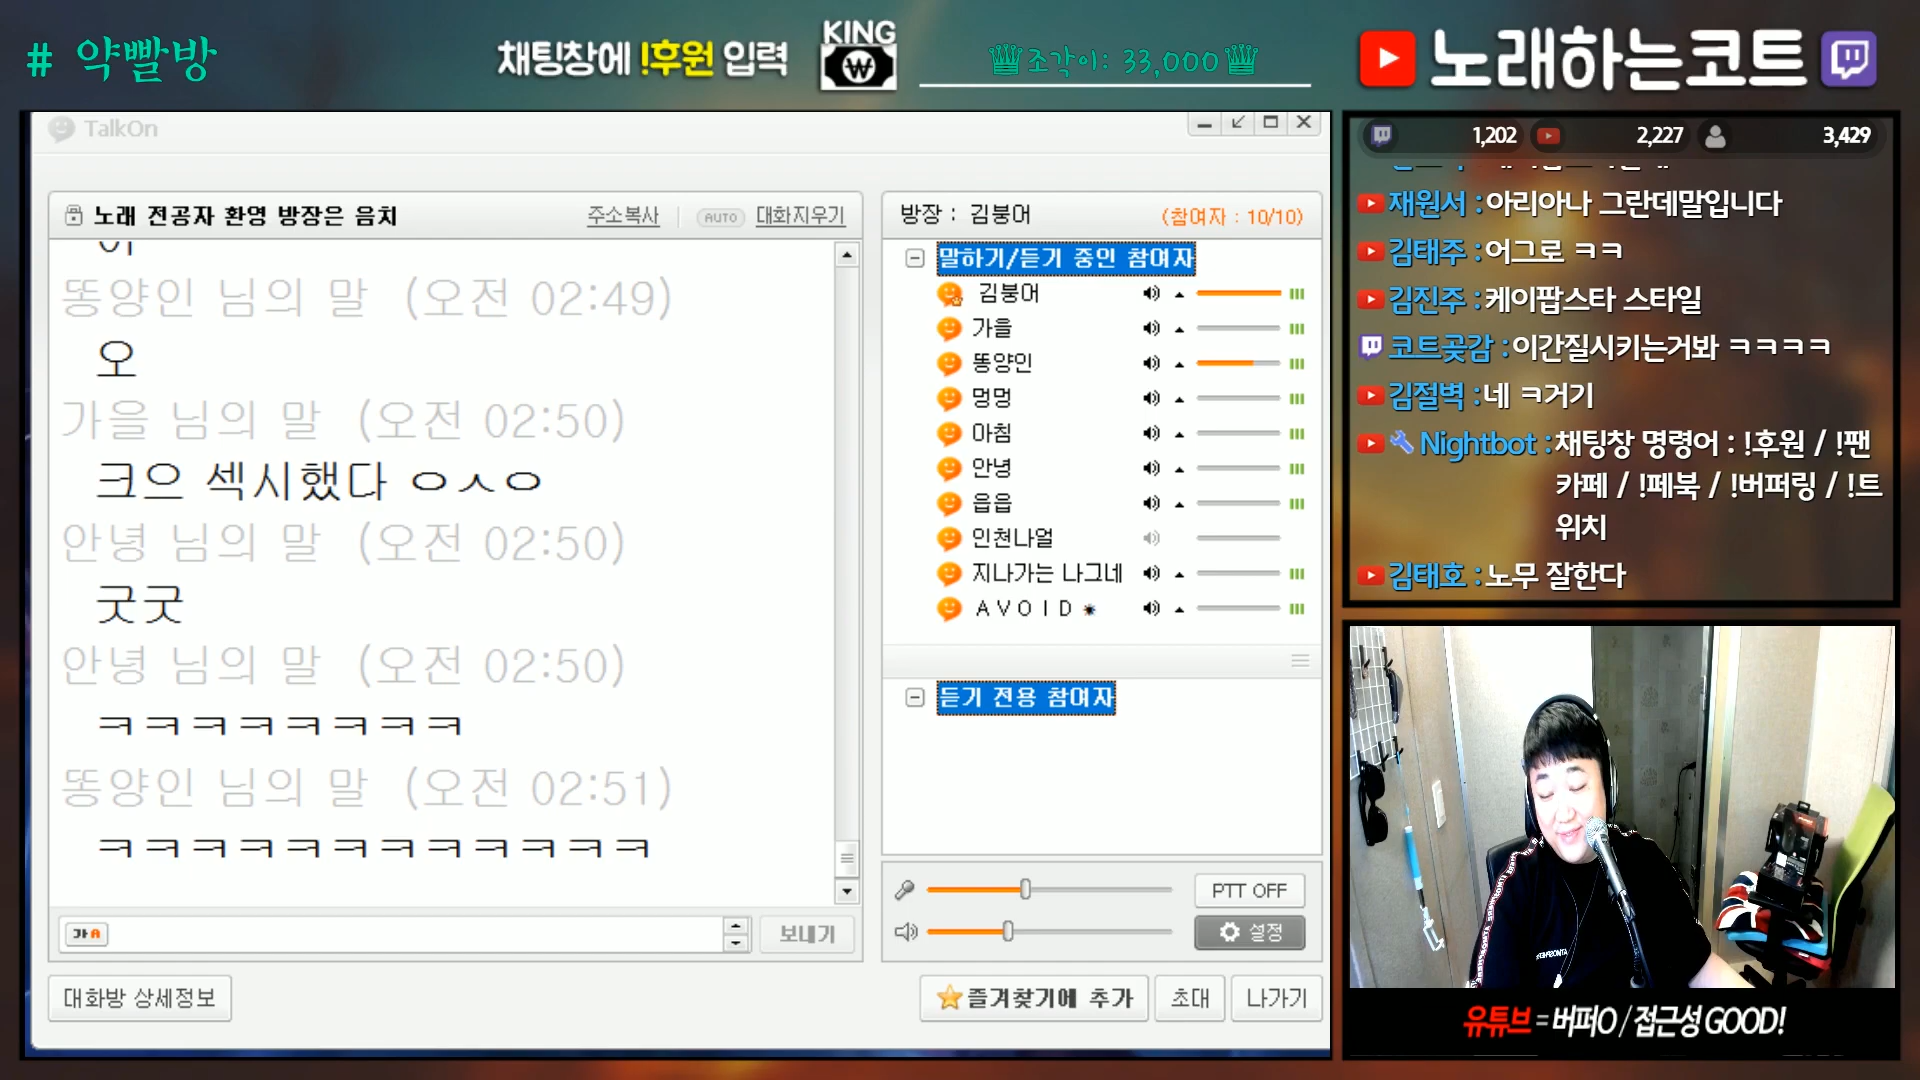 # 약빨방
채팅창에 !후원 입력
KING
₩
조각이: 33,000
노래하는코트
TalkOn
노래 전공자 환영 방장은 음치
주소복사
AUTO
대화지우기
똥양인 님의 말 (오전 02:49)
오
가을 님의 말 (오전 02:50)
크으 섹시했다 ㅇㅅㅇ
안녕 님의 말 (오전 02:50)
굿굿
안녕 님의 말 (오전 02:50)
ㅋㅋㅋㅋㅋㅋㅋㅋ
똥양인 님의 말 (오전 02:51)
ㅋㅋㅋㅋㅋㅋㅋㅋㅋㅋㅋㅋ
가A
보내기
대화방 상세정보
방장 : 김붕어
(참여자 : 10/10)
말하기/듣기 중인 참여자
김붕어
가을
똥양인
멍멍
아침
안녕
읍읍
인천나얼
지나가는 나그네
A V O I D ☀
듣기 전용 참여자
PTT OFF
설정
즐겨찾기에 추가
초대
나가기
1,202
2,227
3,429
재원서 : 아리아나 그란데말입니다
김태주 : 어그로 ㅋㅋ
김진주 : 케이팝스타 스타일
코트곶감 : 이간질시키는거봐 ㅋㅋㅋㅋ
김절벽 : 네 ㅋ거기
Nightbot : 채팅창 명령어 : !후원 / !팬
카페 / !페북 / !버퍼링 / !트
위치
김태호 : 노무 잘한다
유튜브 = 버퍼O / 접근성 GOOD!